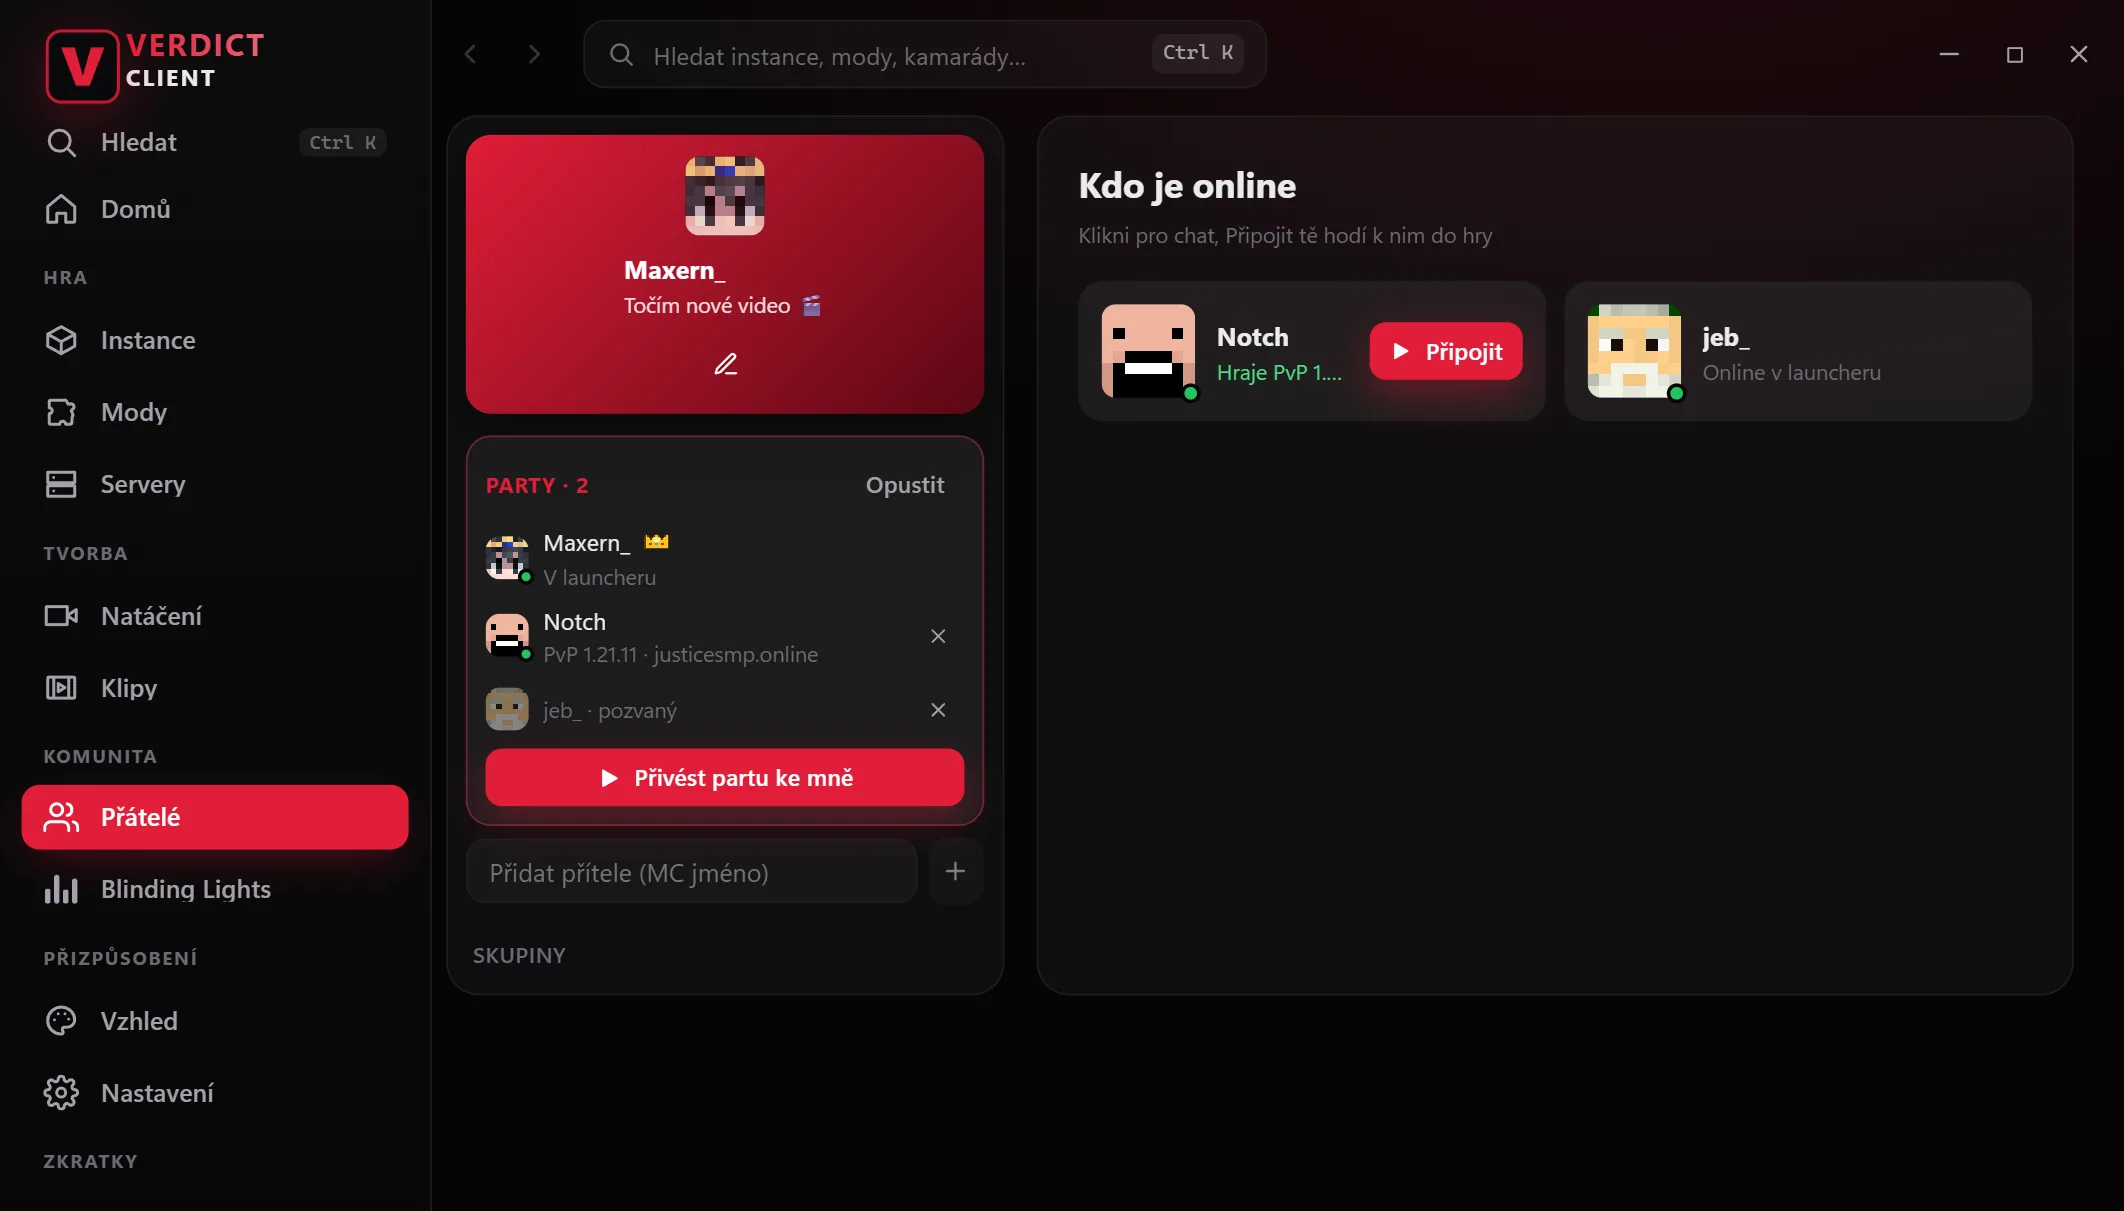 VERDICT
CLIENT
Hledat
Ctrl K
Domů
HRA
Instance
Mody
Servery
TVORBA
Natáčení
Klipy
KOMUNITA
Přátelé
Blinding Lights
PŘIZPŮSOBENÍ
Vzhled
Nastavení
ZKRATKY
Hledat instance, mody, kamarády...
Ctrl K
Maxern_
Točím nové video 🎬
PARTY · 2
Opustit
Maxern_ 👑
V launcheru
Notch
PvP 1.21.11 · justicesmp.online
jeb_ · pozvaný
Přivést partu ke mně
Přidat přítele (MC jméno)
SKUPINY
Kdo je online
Klikni pro chat, Připojit tě hodí k nim do hry
Notch
Hraje PvP 1....
Připojit
jeb_
Online v launcheru